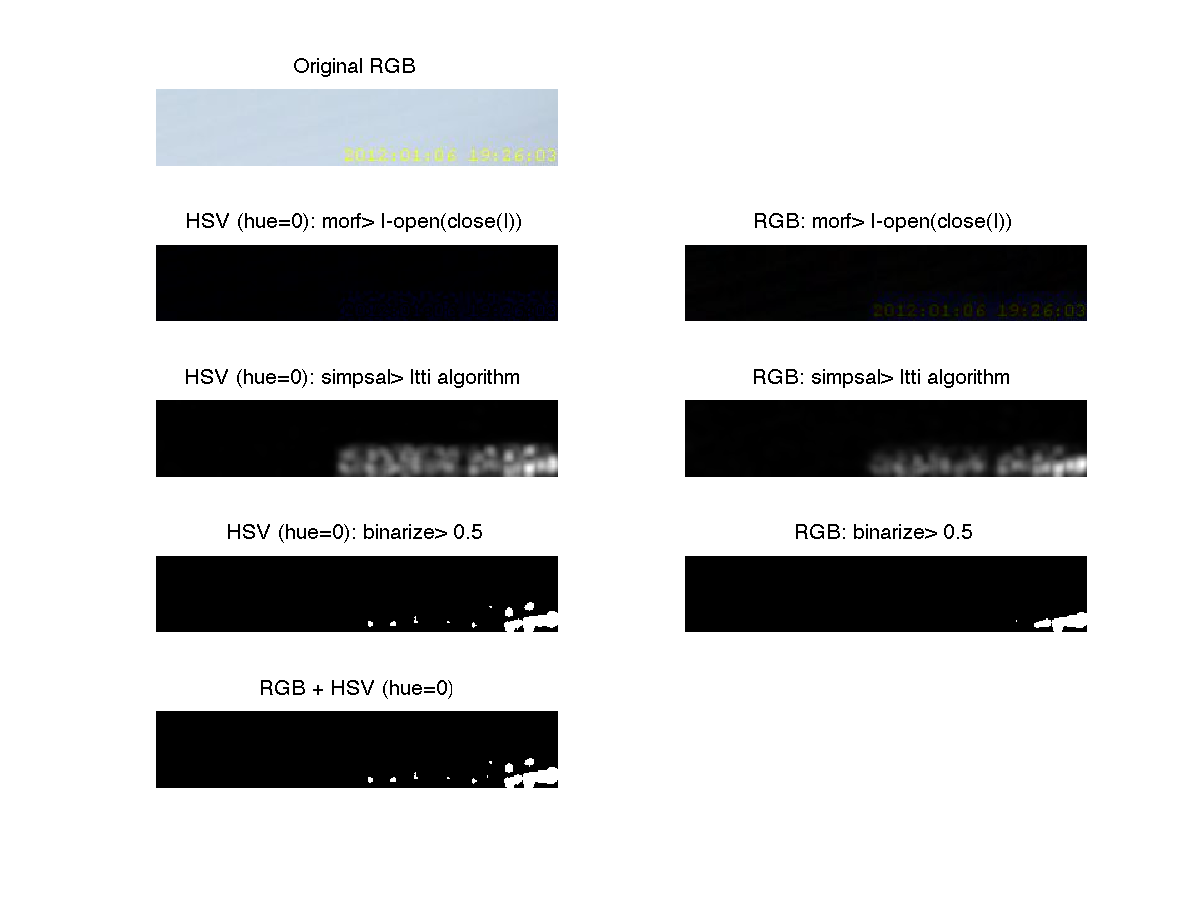 Original RGB
2012:01:06 19:26:03
HSV (hue=0): morf> I-open(close(I))
RGB: morf> I-open(close(I))
2012:01:06 19:26:03
HSV (hue=0): simpsal> Itti algorithm
RGB: simpsal> Itti algorithm
HSV (hue=0): binarize> 0.5
RGB: binarize> 0.5
RGB + HSV (hue=0)